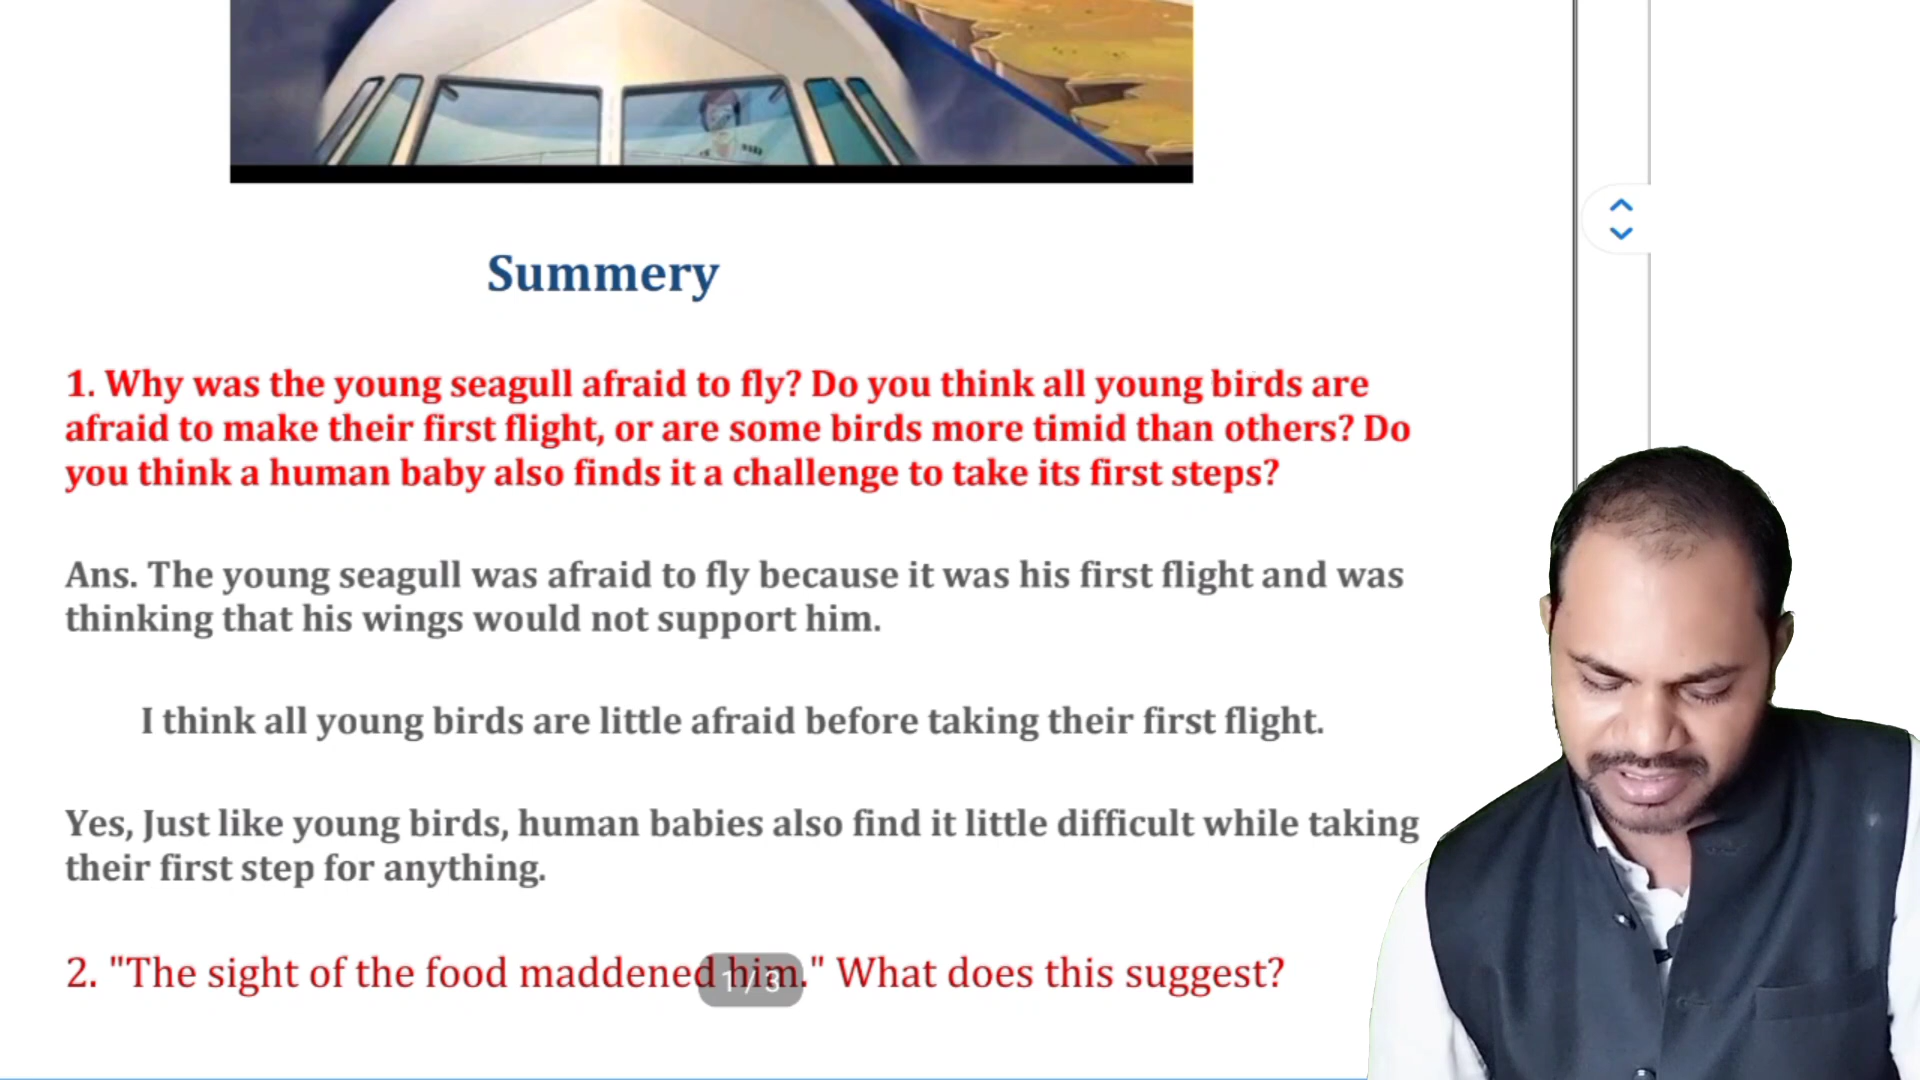 Summery
1. Why was the young seagull afraid to fly? Do you think all young birds are
afraid to make their first flight, or are some birds more timid than others? Do
you think a human baby also finds it a challenge to take its first steps?
Ans. The young seagull was afraid to fly because it was his first flight and was
thinking that his wings would not support him.
I think all young birds are little afraid before taking their first flight.
Yes, Just like young birds, human babies also find it little difficult while taking
their first step for anything.
2. "The sight of the food maddened him." What does this suggest?
1 / 3